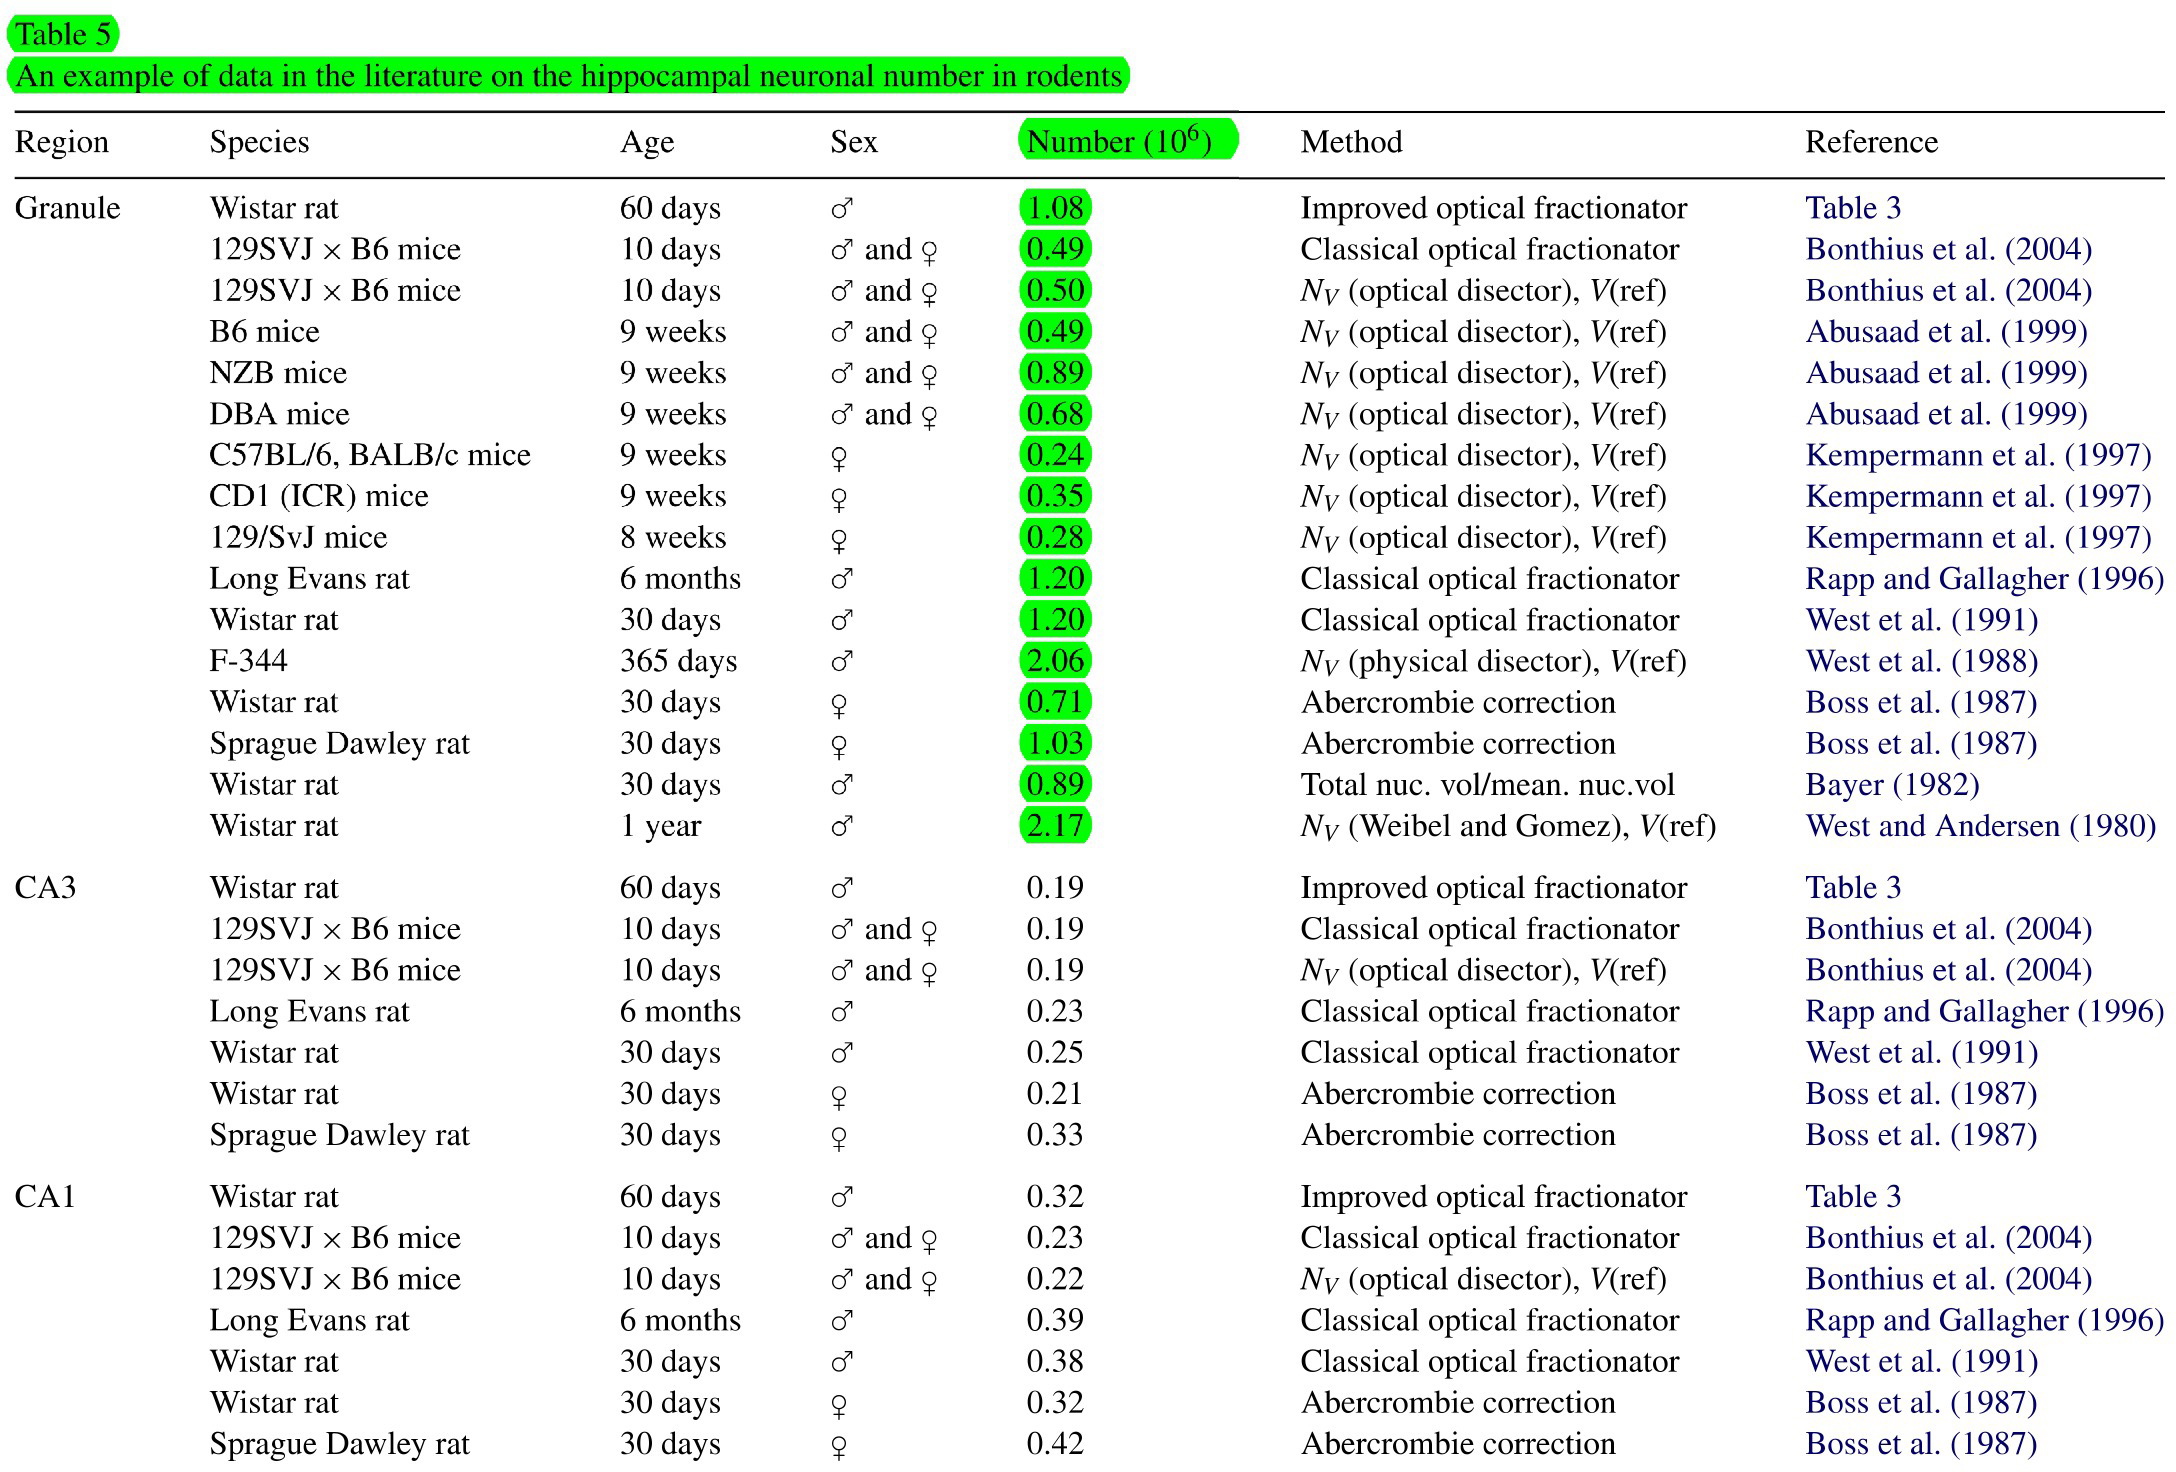 Table 5
An example of data in the literature on the hippocampal neuronal number in rodents
Region Species Age Sex Number (10⁶) Method Reference
Granule Wistar rat 60 days ♂ 1.08 Improved optical fractionator Table 3
129SVJ × B6 mice 10 days ♂ and ♀ 0.49 Classical optical fractionator Bonthius et al. (2004)
129SVJ × B6 mice 10 days ♂ and ♀ 0.50 N_V (optical disector), V(ref) Bonthius et al. (2004)
B6 mice 9 weeks ♂ and ♀ 0.49 N_V (optical disector), V(ref) Abusaad et al. (1999)
NZB mice 9 weeks ♂ and ♀ 0.89 N_V (optical disector), V(ref) Abusaad et al. (1999)
DBA mice 9 weeks ♂ and ♀ 0.68 N_V (optical disector), V(ref) Abusaad et al. (1999)
C57BL/6, BALB/c mice 9 weeks ♀ 0.24 N_V (optical disector), V(ref) Kempermann et al. (1997)
CD1 (ICR) mice 9 weeks ♀ 0.35 N_V (optical disector), V(ref) Kempermann et al. (1997)
129/SvJ mice 8 weeks ♀ 0.28 N_V (optical disector), V(ref) Kempermann et al. (1997)
Long Evans rat 6 months ♂ 1.20 Classical optical fractionator Rapp and Gallagher (1996)
Wistar rat 30 days ♂ 1.20 Classical optical fractionator West et al. (1991)
F-344 365 days ♂ 2.06 N_V (physical disector), V(ref) West et al. (1988)
Wistar rat 30 days ♀ 0.71 Abercrombie correction Boss et al. (1987)
Sprague Dawley rat 30 days ♀ 1.03 Abercrombie correction Boss et al. (1987)
Wistar rat 30 days ♂ 0.89 Total nuc. vol/mean. nuc.vol Bayer (1982)
Wistar rat 1 year ♂ 2.17 N_V (Weibel and Gomez), V(ref) West and Andersen (1980)
CA3 Wistar rat 60 days ♂ 0.19 Improved optical fractionator Table 3
129SVJ × B6 mice 10 days ♂ and ♀ 0.19 Classical optical fractionator Bonthius et al. (2004)
129SVJ × B6 mice 10 days ♂ and ♀ 0.19 N_V (optical disector), V(ref) Bonthius et al. (2004)
Long Evans rat 6 months ♂ 0.23 Classical optical fractionator Rapp and Gallagher (1996)
Wistar rat 30 days ♂ 0.25 Classical optical fractionator West et al. (1991)
Wistar rat 30 days ♀ 0.21 Abercrombie correction Boss et al. (1987)
Sprague Dawley rat 30 days ♀ 0.33 Abercrombie correction Boss et al. (1987)
CA1 Wistar rat 60 days ♂ 0.32 Improved optical fractionator Table 3
129SVJ × B6 mice 10 days ♂ and ♀ 0.23 Classical optical fractionator Bonthius et al. (2004)
129SVJ × B6 mice 10 days ♂ and ♀ 0.22 N_V (optical disector), V(ref) Bonthius et al. (2004)
Long Evans rat 6 months ♂ 0.39 Classical optical fractionator Rapp and Gallagher (1996)
Wistar rat 30 days ♂ 0.38 Classical optical fractionator West et al. (1991)
Wistar rat 30 days ♀ 0.32 Abercrombie correction Boss et al. (1987)
Sprague Dawley rat 30 days ♀ 0.42 Abercrombie correction Boss et al. (1987)